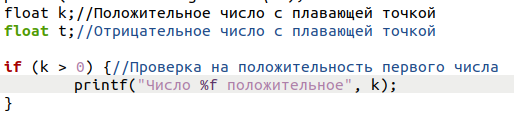 float k;//Положительное число с плавающей точкой
float t;//Отрицательное число с плавающей точкой
if (k > 0) {//Проверка на положительность первого числа
printf("Число %f положительное", k);
}